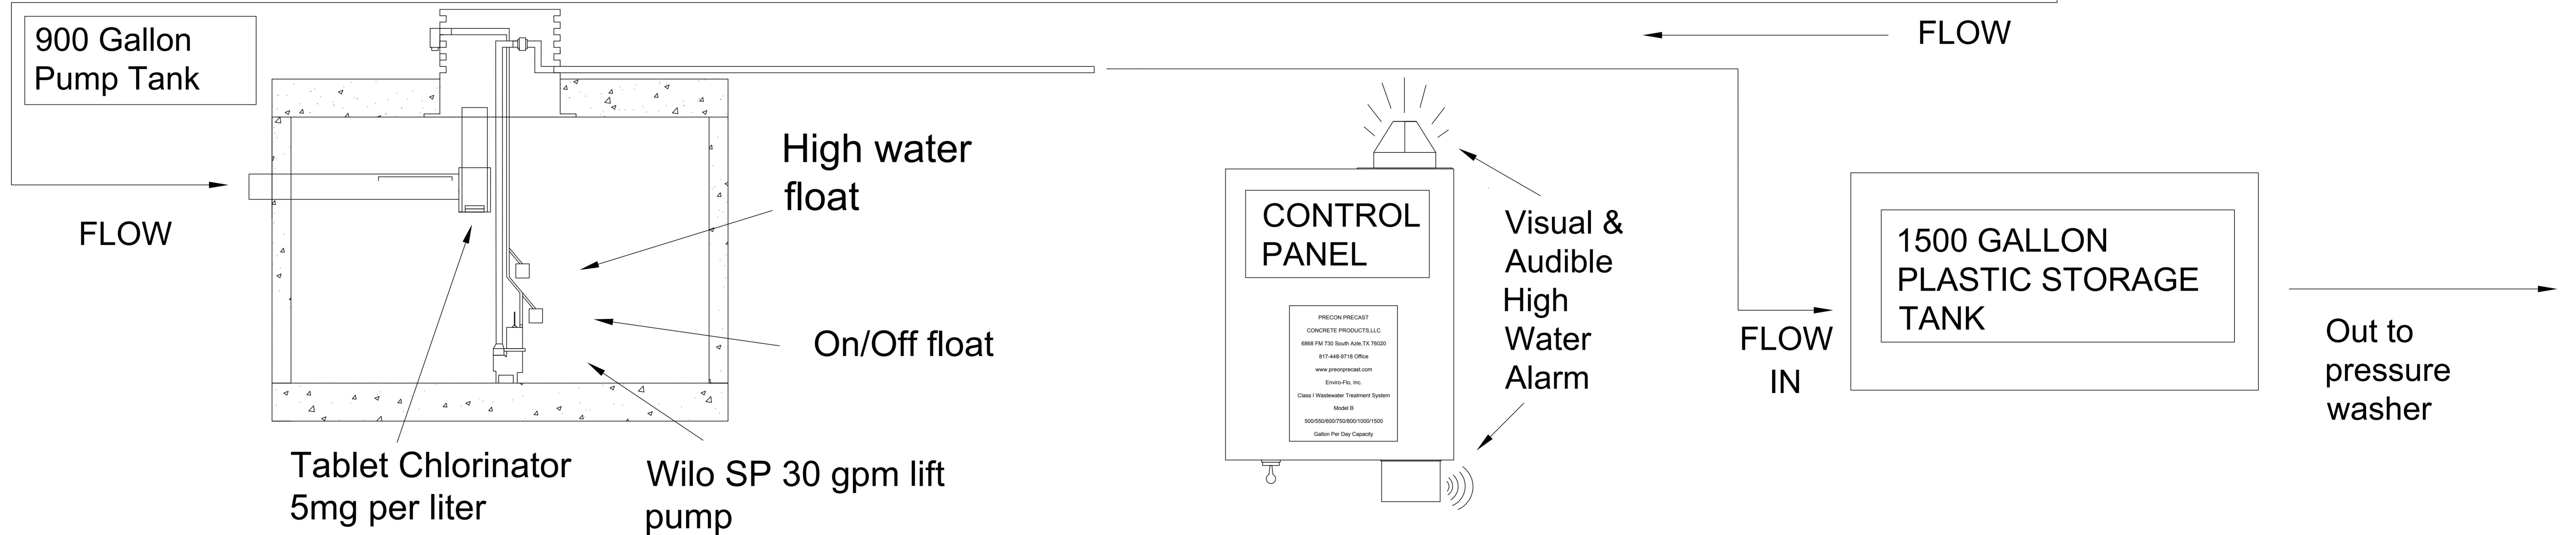 900 Gallon
Pump Tank
FLOW
FLOW
High water
float
On/Off float
Tablet Chlorinator
5mg per liter
Wilo SP 30 gpm lift
pump
CONTROL
PANEL
PRECON PRECAST
CONCRETE PRODUCTS,LLC
6868 FM 730 South Azle,TX 76020
817-448-9718 Office
www.preonprecast.com
Enviro-Flo, Inc.
Class I Wastewater Treatment System
Model B
500/550/600/750/800/1000/1500
Gallon Per Day Capacity
Visual &
Audible
High
Water
Alarm
FLOW
IN
1500 GALLON
PLASTIC STORAGE
TANK
Out to
pressure
washer